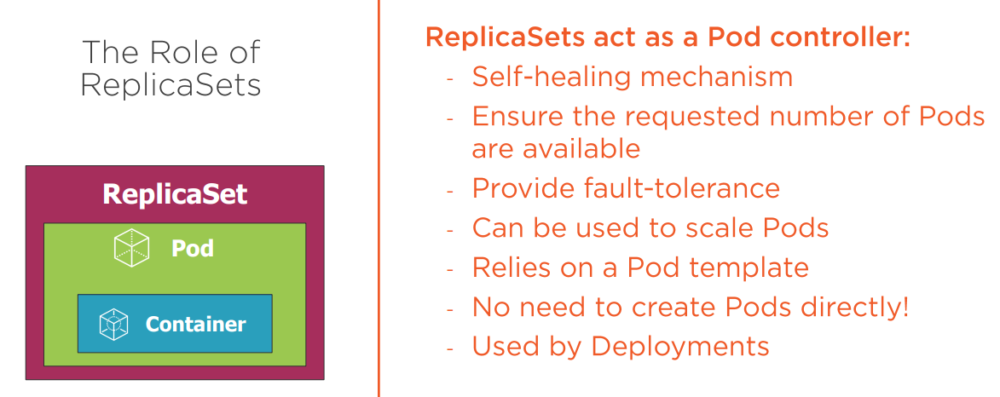 The Role of
ReplicaSets
ReplicaSet
Pod
Container
ReplicaSets act as a Pod controller:
- Self-healing mechanism
- Ensure the requested number of Pods
are available
- Provide fault-tolerance
- Can be used to scale Pods
- Relies on a Pod template
- No need to create Pods directly!
- Used by Deployments